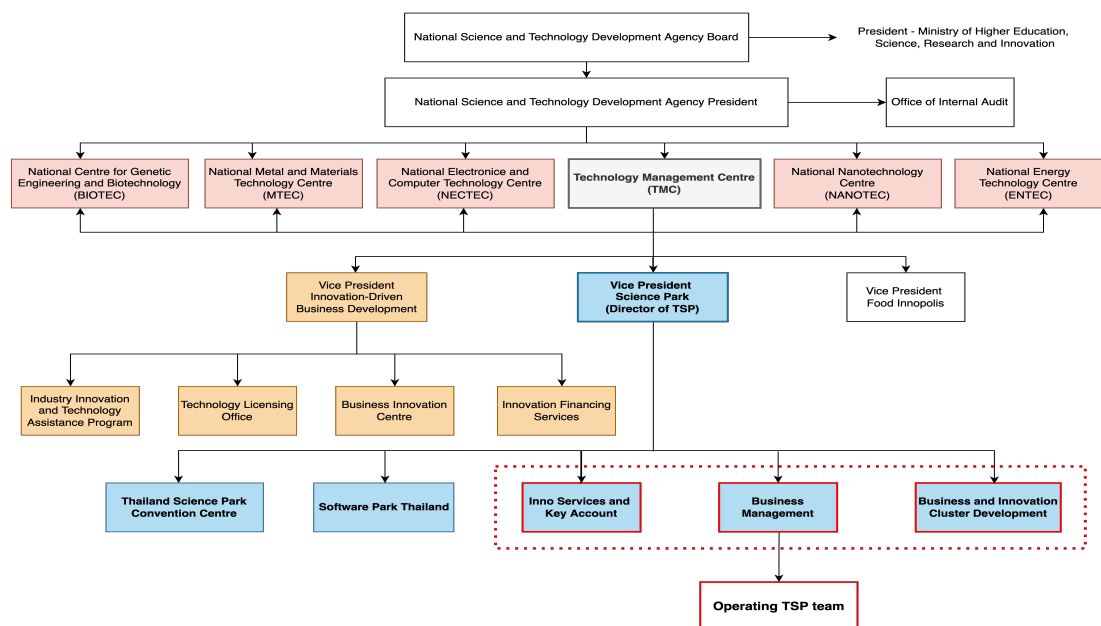 National Science and Technology Development Agency Board
President - Ministry of Higher Education,
Science, Research and Innovation
National Science and Technology Development Agency President
Office of Internal Audit
National Centre for Genetic
Engineering and Biotechnology
(BIOTEC)
National Metal and Materials
Technology Centre
(MTEC)
National Electronice and
Computer Technology Centre
(NECTEC)
Technology Management Centre
(TMC)
National Nanotechnology
Centre
(NANOTEC)
National Energy
Technology Centre
(ENTEC)
Vice President
Innovation-Driven
Business Development
Vice President
Science Park
(Director of TSP)
Vice President
Food Innopolis
Industry Innovation
and Technology
Assistance Program
Technology Licensing
Office
Business Innovation
Centre
Innovation Financing
Services
Thailand Science Park
Convention Centre
Software Park Thailand
Inno Services and
Key Account
Business
Management
Business and Innovation
Cluster Development
Operating TSP team